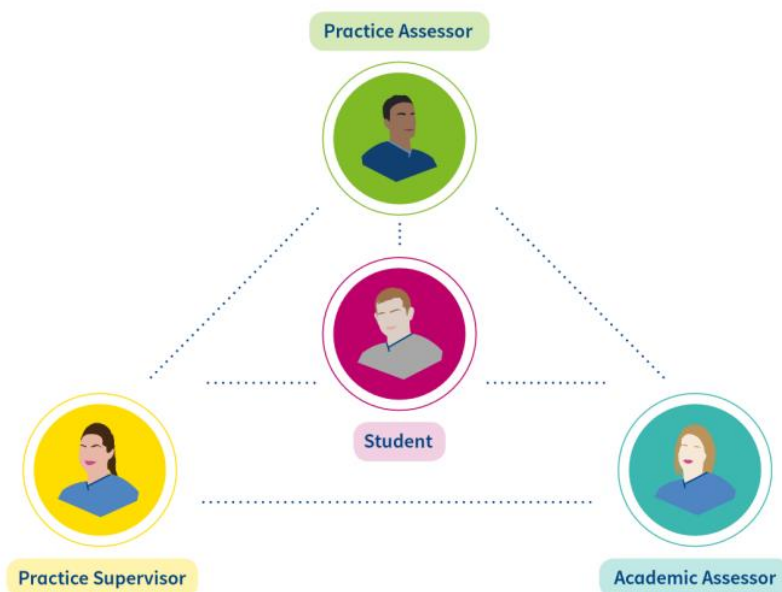 Practice Assessor
Student
Practice Supervisor
Academic Assessor